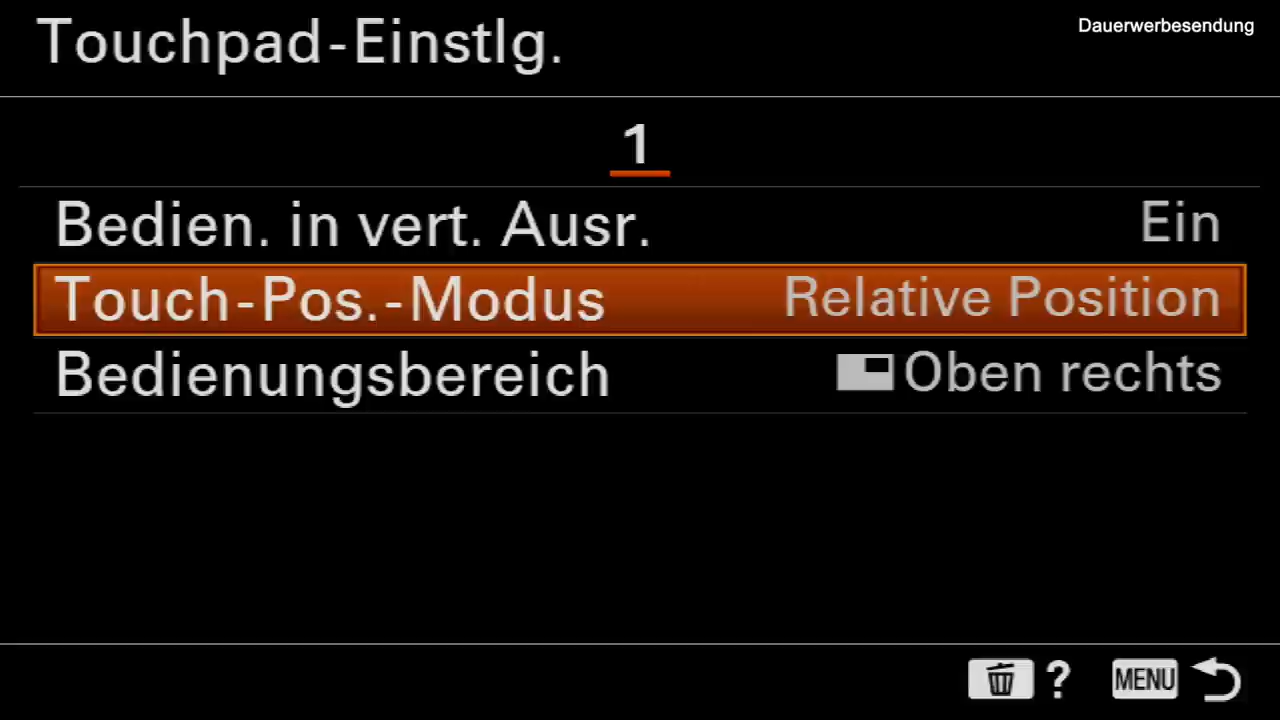 Touchpad-Einstlg.
Dauerwerbesendung
1
Bedien. in vert. Ausr. Ein
Touch-Pos.-Modus Relative Position
Bedienungsbereich Oben rechts
? MENU